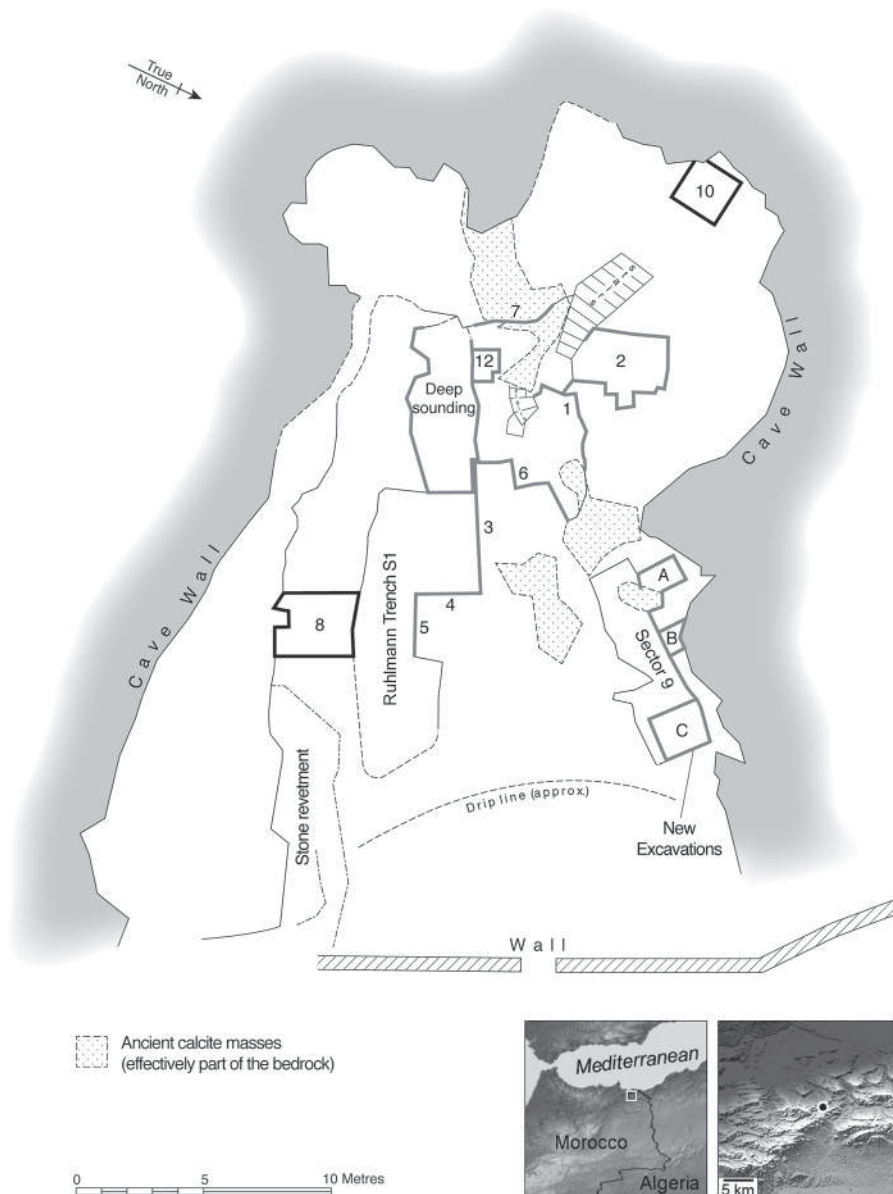 True
North
10
7
S
t
e
p
s
12
2
Deep
sounding
1
6
3
A
Cave Wall
Cave Wall
Ruhlmann Trench S1
4
5
8
B
Sector 9
C
Stone revetment
Drip line (approx.)
New
Excavations
Wall
Ancient calcite masses
(effectively part of the bedrock)
Mediterranean
Morocco
Algeria
5 km
0 5 10 Metres